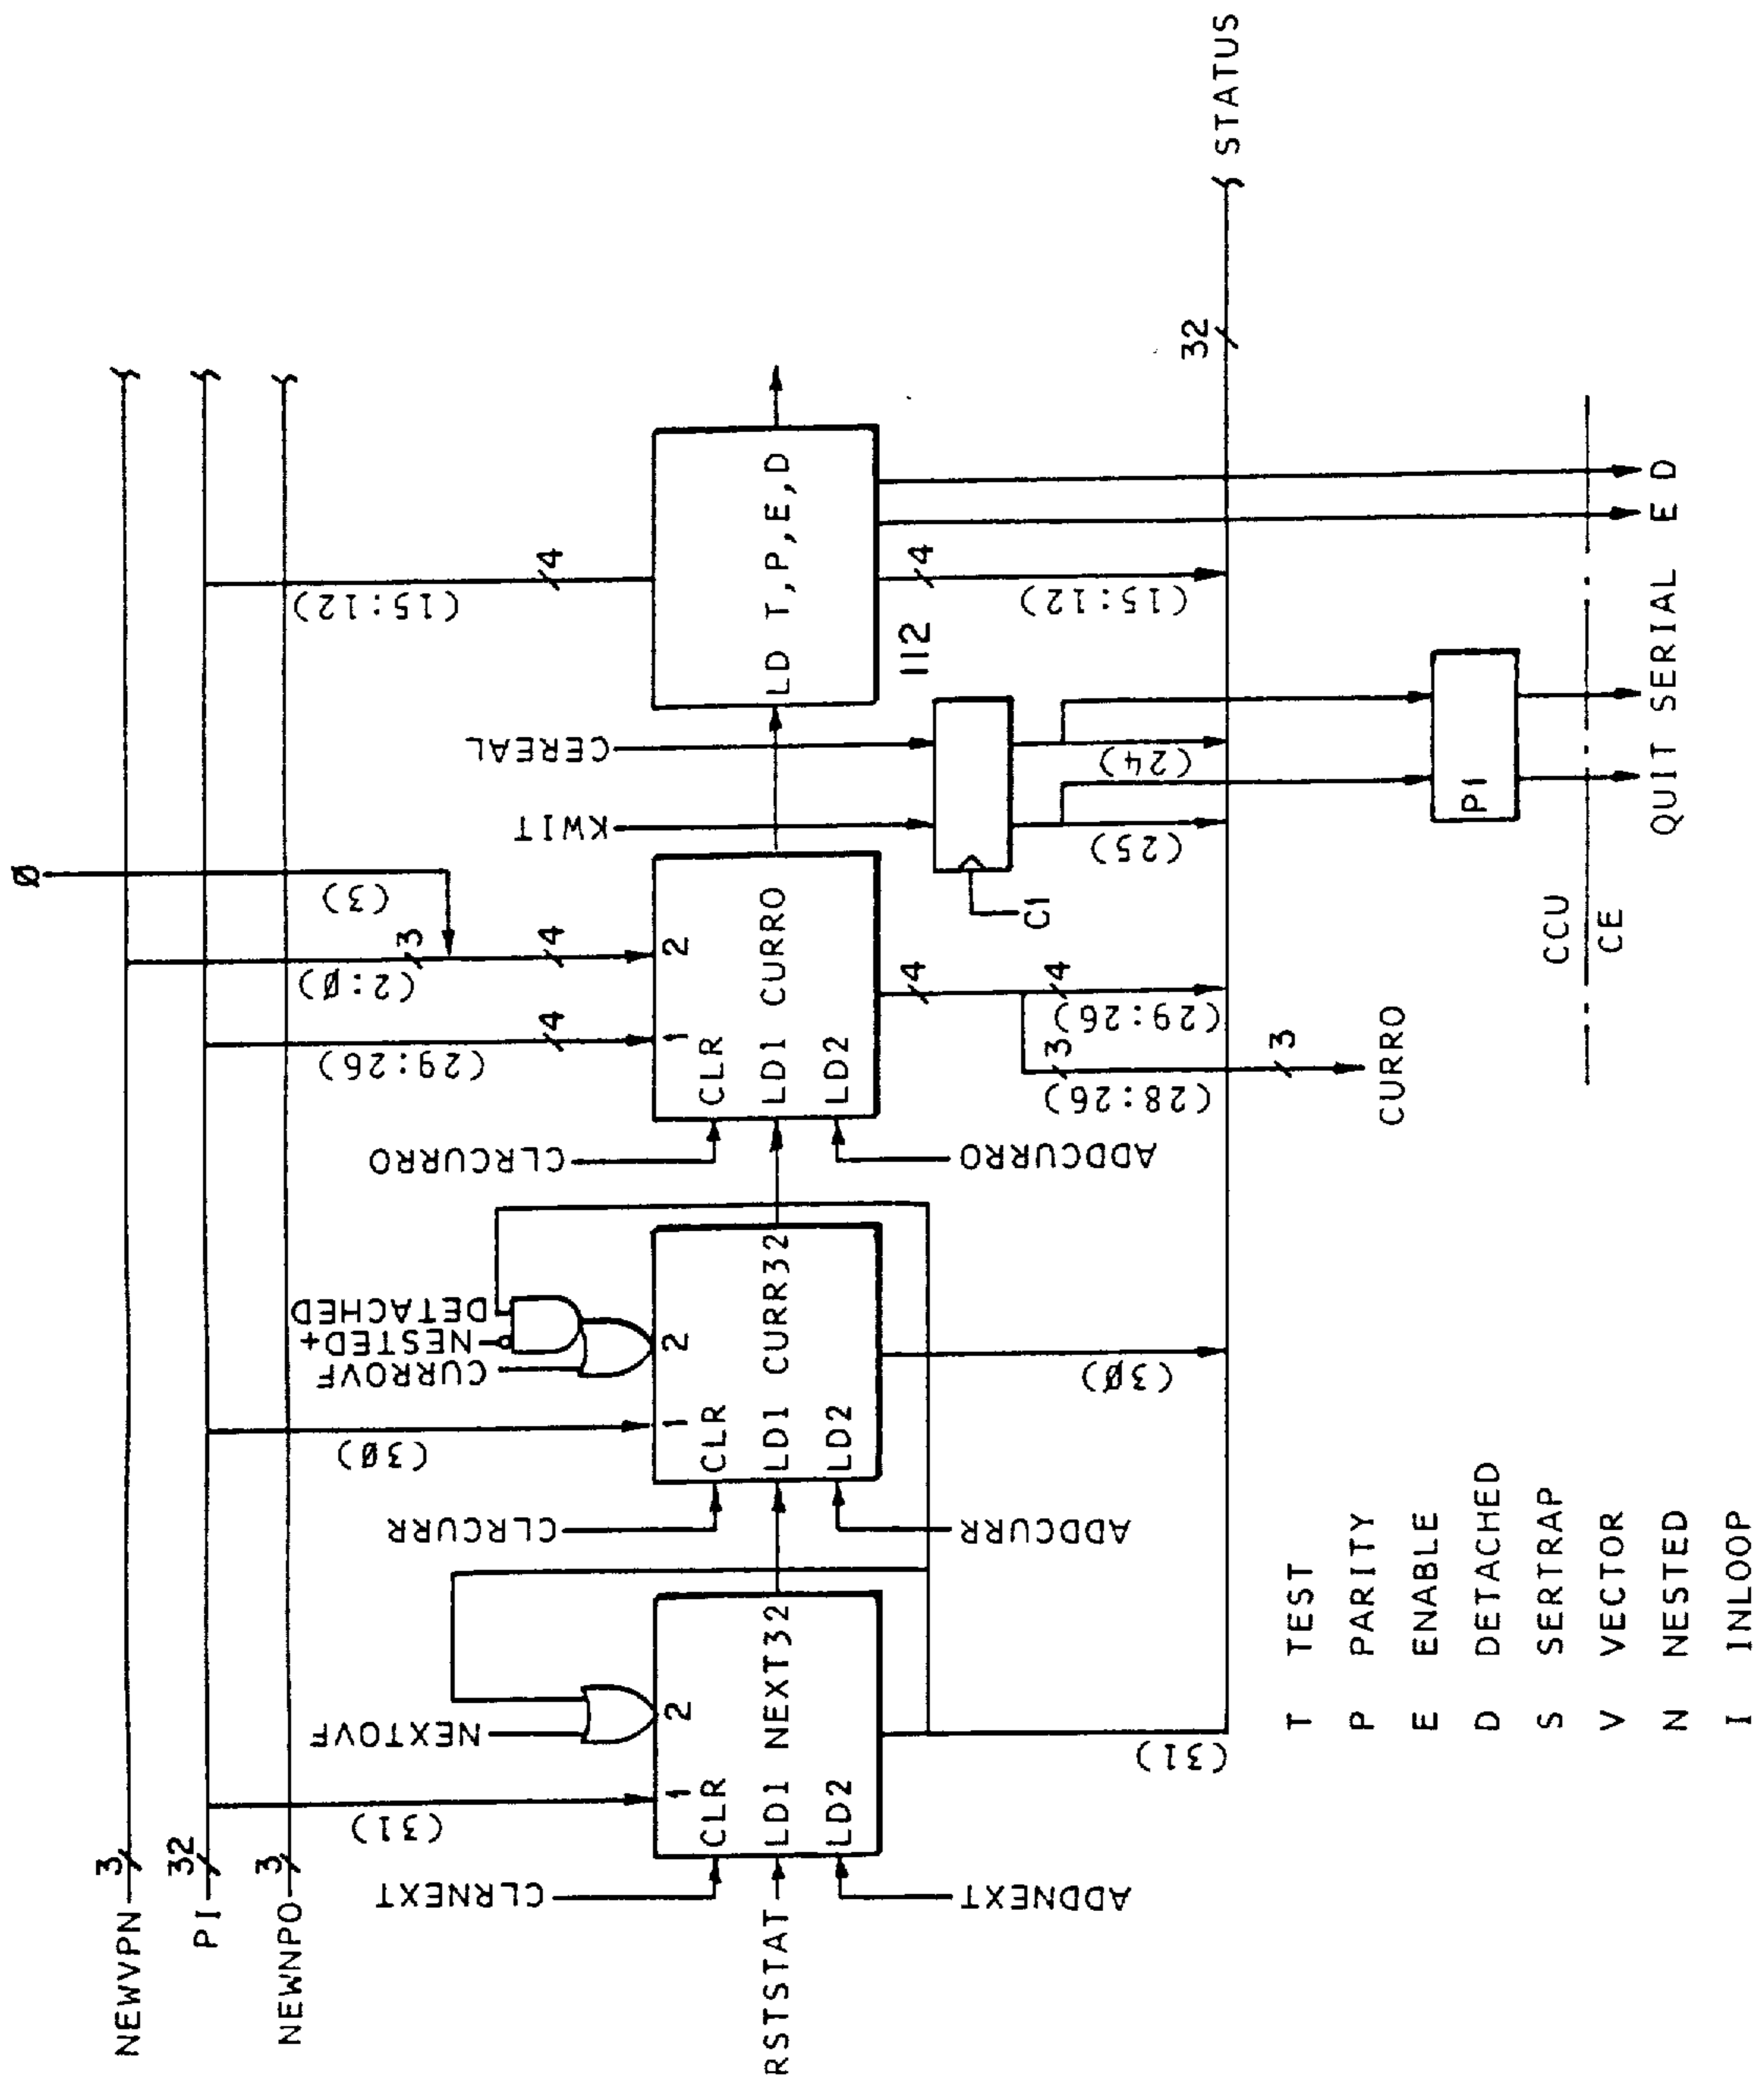 NEWVPN
3
PI
32
NEWNPO
3
Ø
(31)
(3Ø)
(29:26)
4
(2:Ø)
3
(3)
4
(15:12)
4
CLRNEXT
RSTSTAT
ADDNEXT
NEXTOVF
1
2
CLR
LD1 NEXT32
LD2
CLRCURR
ADDCURR
CURROVF
NESTED+
DETACHED
1
2
CLR
LD1 CURR32
LD2
CLRCURRO
ADDCURRO
1
2
CLR
LD1 CURRO
LD2
KWIT
CEREAL
C1
LD T,P,E,D
112
(31)
(3Ø)
4
(28:26)
3
(29:26)
4
(25)
(24)
(15:12)
4
32
STATUS
3
CURRO
P1
CCU
CE
QUIT SERIAL E D
T TEST
P PARITY
E ENABLE
D DETACHED
S SERTRAP
V VECTOR
N NESTED
I INLOOP